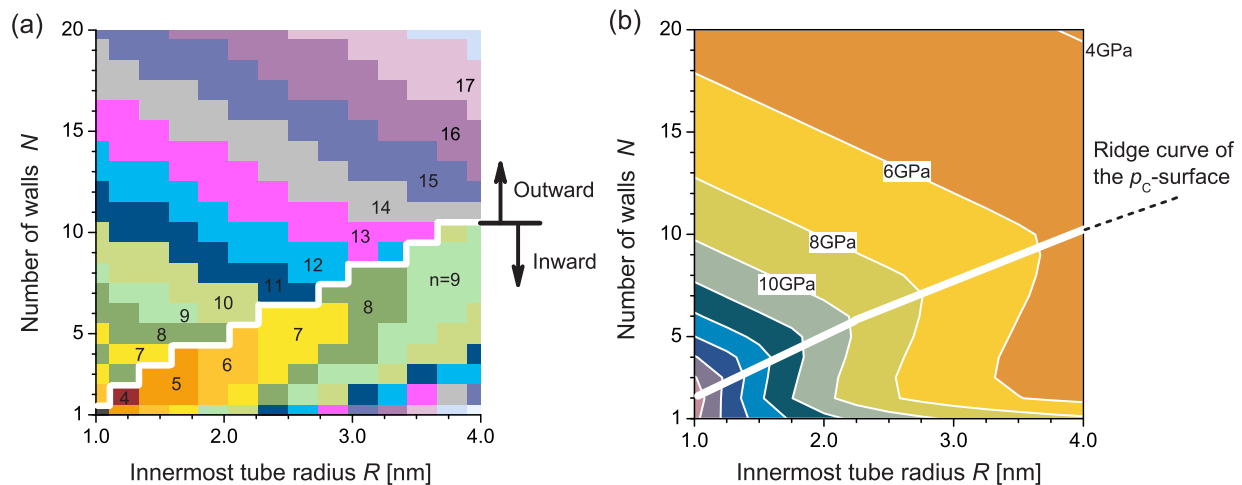 (a)
20
15
10
5
1
Number of walls N
17
16
15
14
13
12
11
10
9
8
7
4
5
6
7
8
n=9
Outward
Inward
1.0
2.0
3.0
4.0
Innermost tube radius R [nm]
(b)
20
15
10
5
1
Number of walls N
4GPa
6GPa
8GPa
10GPa
Ridge curve of
the pC-surface
1.0
2.0
3.0
4.0
Innermost tube radius R [nm]